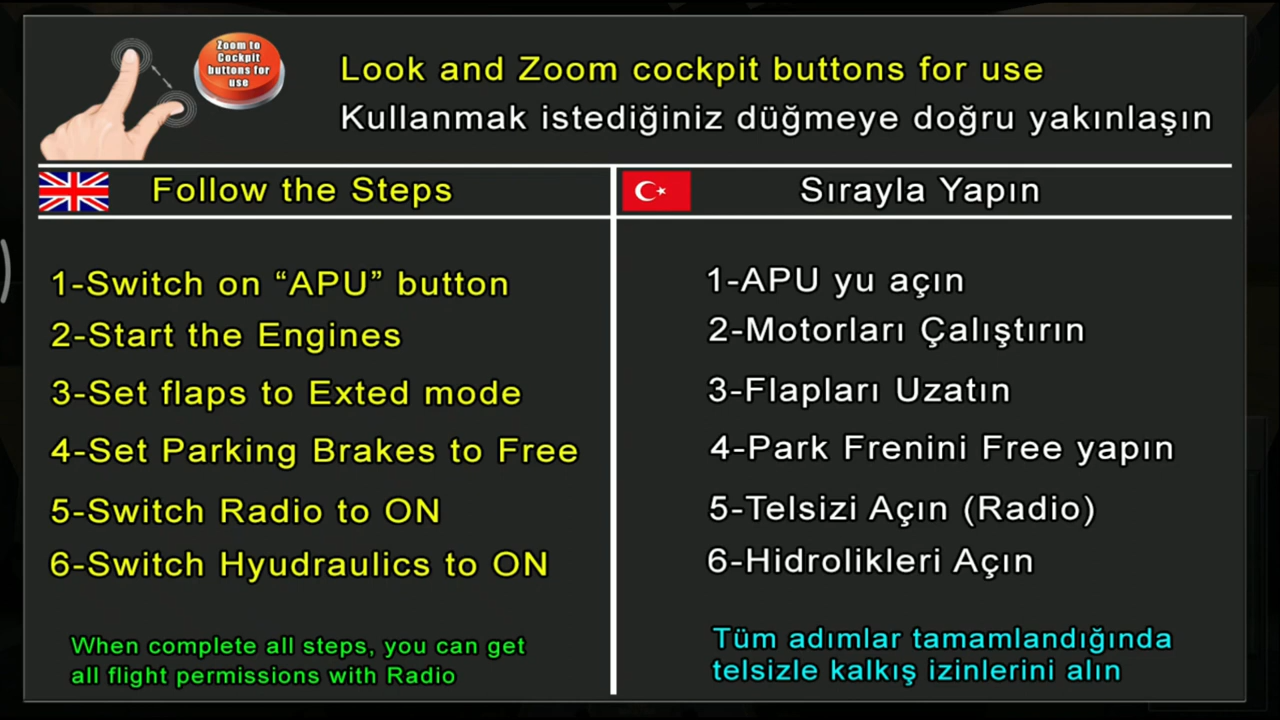 Zoom to
Cockpit
buttons for
use
Look and Zoom cockpit buttons for use
Kullanmak istediğiniz düğmeye doğru yakınlaşın
Follow the Steps
1-Switch on “APU” button
2-Start the Engines
3-Set flaps to Exted mode
4-Set Parking Brakes to Free
5-Switch Radio to ON
6-Switch Hyudraulics to ON
When complete all steps, you can get
all flight permissions with Radio
Sırayla Yapın
1-APU yu açın
2-Motorları Çalıştırın
3-Flapları Uzatın
4-Park Frenini Free yapın
5-Telsizi Açın (Radio)
6-Hidrolikleri Açın
Tüm adımlar tamamlandığında
telsizle kalkış izinlerini alın